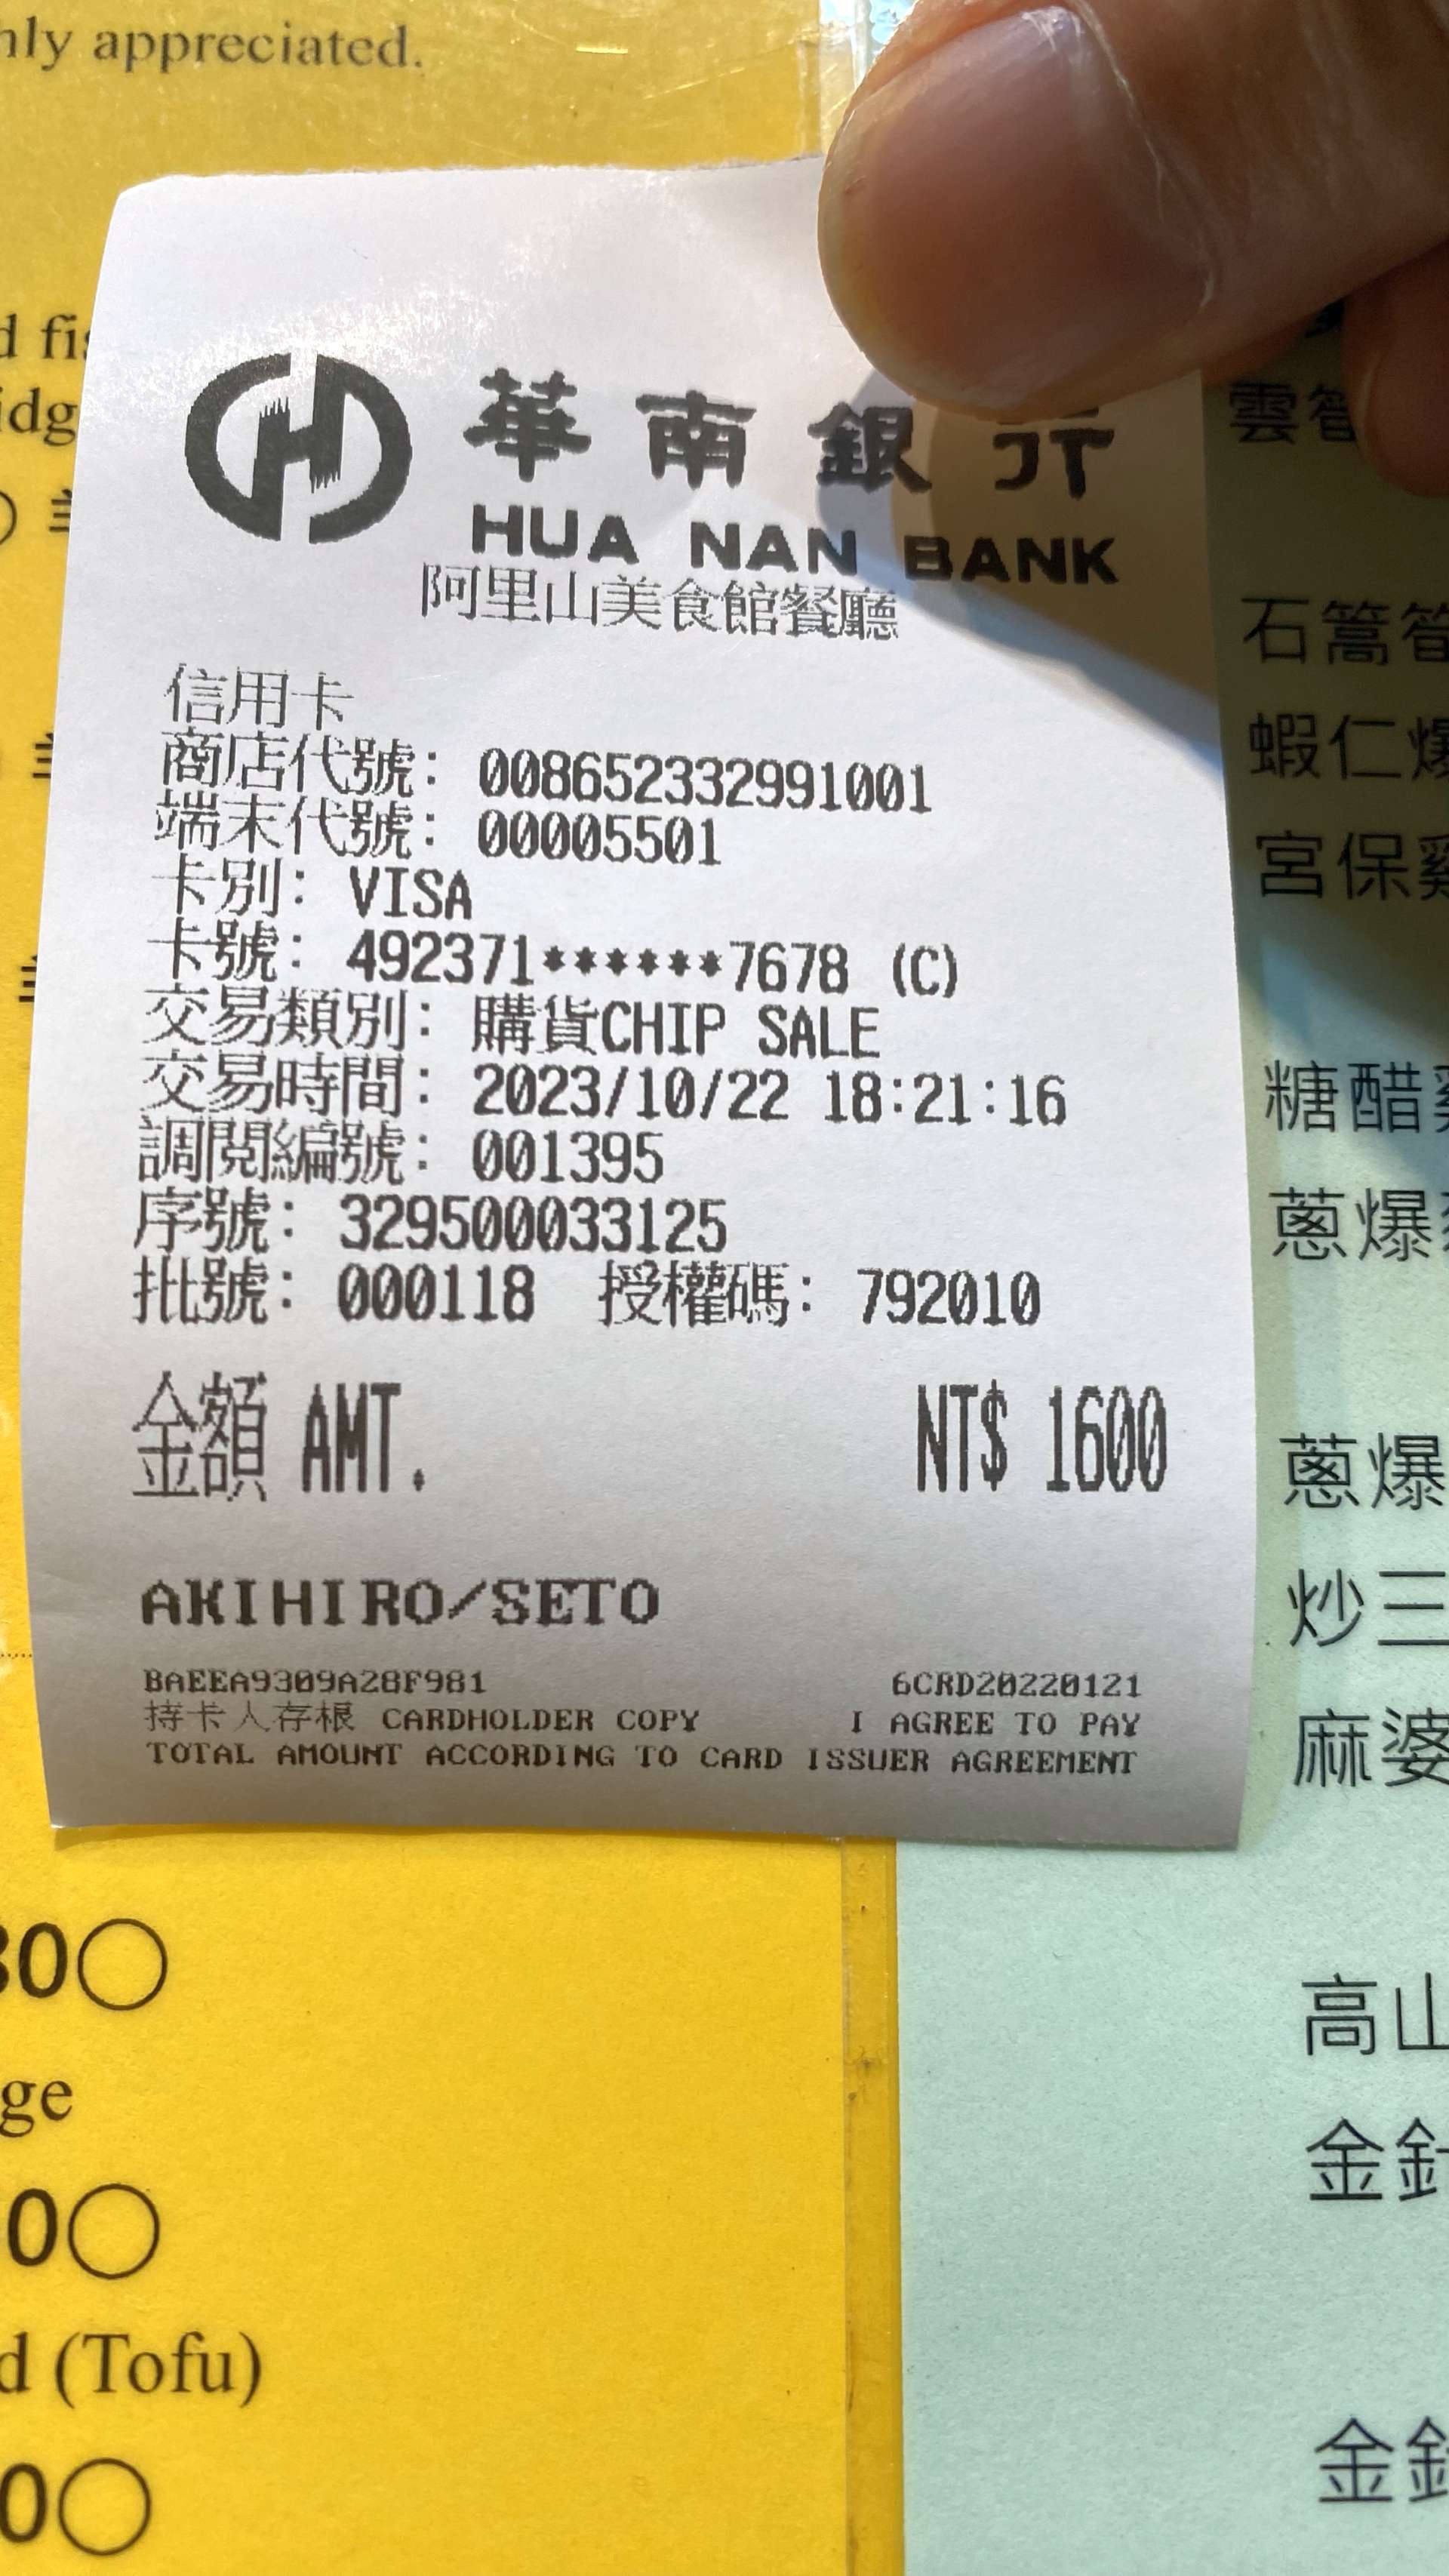 appreciated.
華南銀行
HUA NAN BANK
阿里山美食館餐廳
信用卡
商店代號: 008652332991001
端末代號: 00005501
卡別: VISA
卡號: 492371******7678 (C)
交易類別: 購貨CHIP SALE
交易時間: 2023/10/22 18:21:16
調閱編號: 001395
序號: 329500033125
批號: 000118 授權碼: 792010
金額 AMT. NT$ 1600
AKIHIRO/SETO
BAEEA9309A28F981 6CRD20220121
持卡人存根 CARDHOLDER COPY I AGREE TO PAY
TOTAL AMOUNT ACCORDING TO CARD ISSUER AGREEMENT
石篙筍
蝦仁爆
宮保雞
糖醋
蔥爆
蔥爆
炒三
麻婆
高山
金針
金針
80○
ge
0○
d (Tofu)
0○